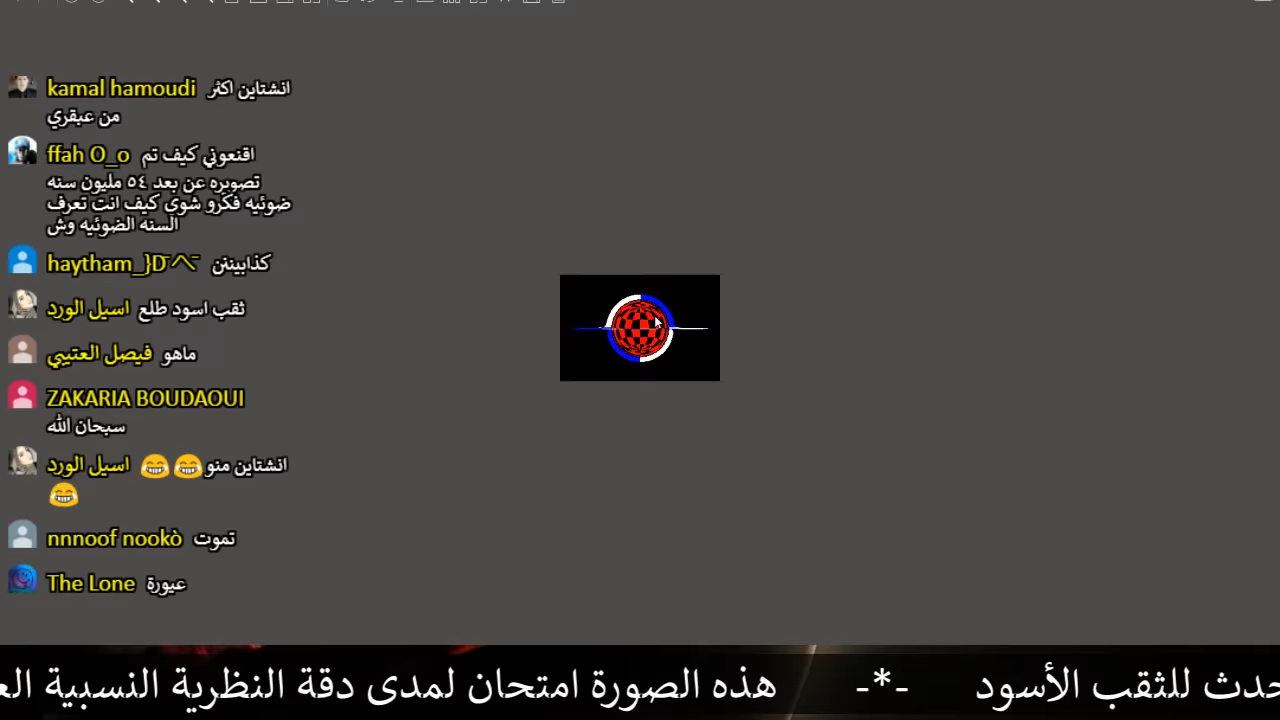 kamal hamoudi انشتاين اكثر
من عبقري
ffah O_o اقنعوني كيف تم
تصويره عن بعد ٥٤ مليون سنه
ضوئيه فكرو شوي كيف انت تعرف
السنه الضوئيه وش
كذابيننن
اسيل الورد ثقب اسود طلع
فيصل العتيبي ماهو
ZAKARIA BOUDAOUI
سبحان الله
اسيل الورد 😂😂 انشتاين منو
😂
nnnoof nookò تموت
The Lone عبورة
حدث للثقب الأسود -*- هذه الصورة امتحان لمدى دقة النظرية النسبية